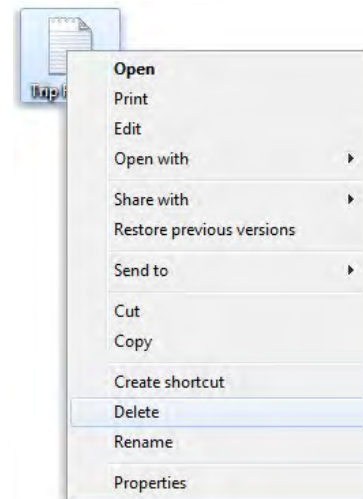 Trip
Open
Print
Edit
Open with
Share with
Restore previous versions
Send to
Cut
Copy
Create shortcut
Delete
Rename
Properties